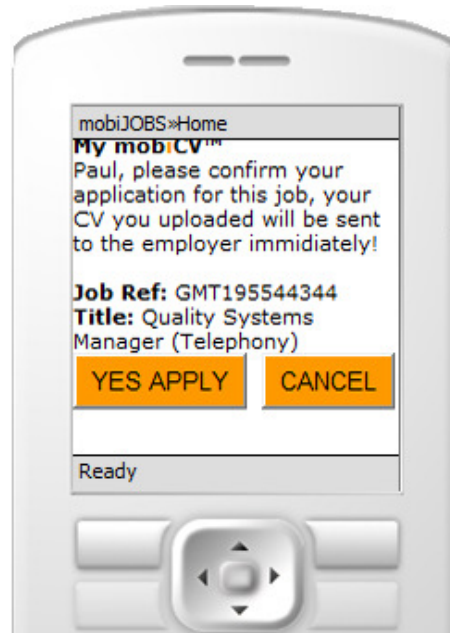 mobiJOBS»Home
My mobiCV™
Paul, please confirm your
application for this job, your
CV you uploaded will be sent
to the employer immidiately!
Job Ref: GMT195544344
Title: Quality Systems
Manager (Telephony)
YES APPLY CANCEL
Ready